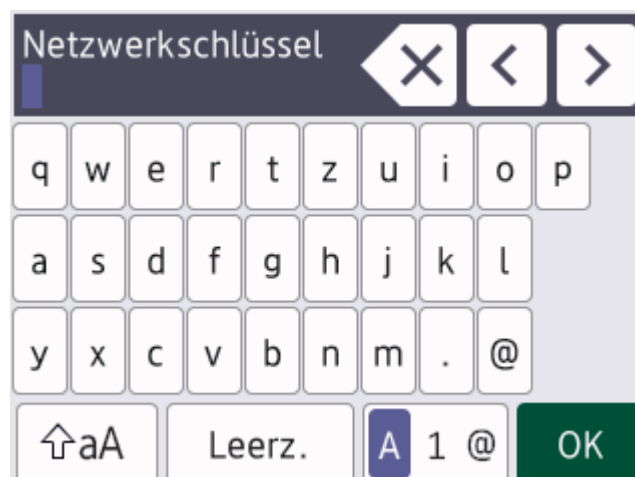 Netzwerkschlüssel
q w e r t z u i o p
a s d f g h j k l
y x c v b n m . @
aA Leerz. A 1 @ OK